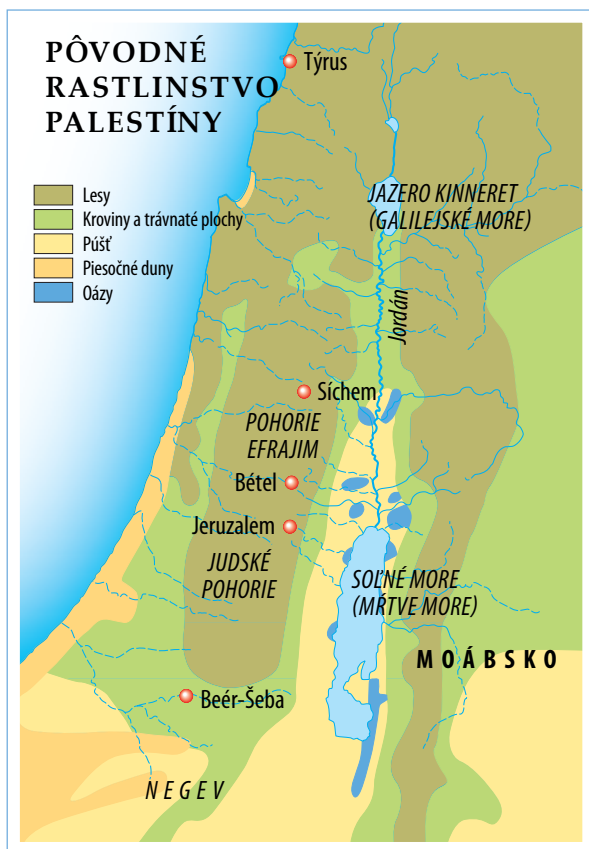 PÔVODNÉ
RASTLINSTVO
PALESTÍNY
Týrus
Lesy
Kroviny a trávnaté plochy
Púšť
Piesočné duny
Oázy
JAZERO KINNERET
(GALILEJSKÉ MORE)
Jordán
Síchem
POHORIE
EFRAJIM
Bétel
Jeruzalem
JUDSKÉ
POHORIE
SOĽNÉ MORE
(MŔTVE MORE)
MOÁBSKO
Beér-Šeba
NEGEV